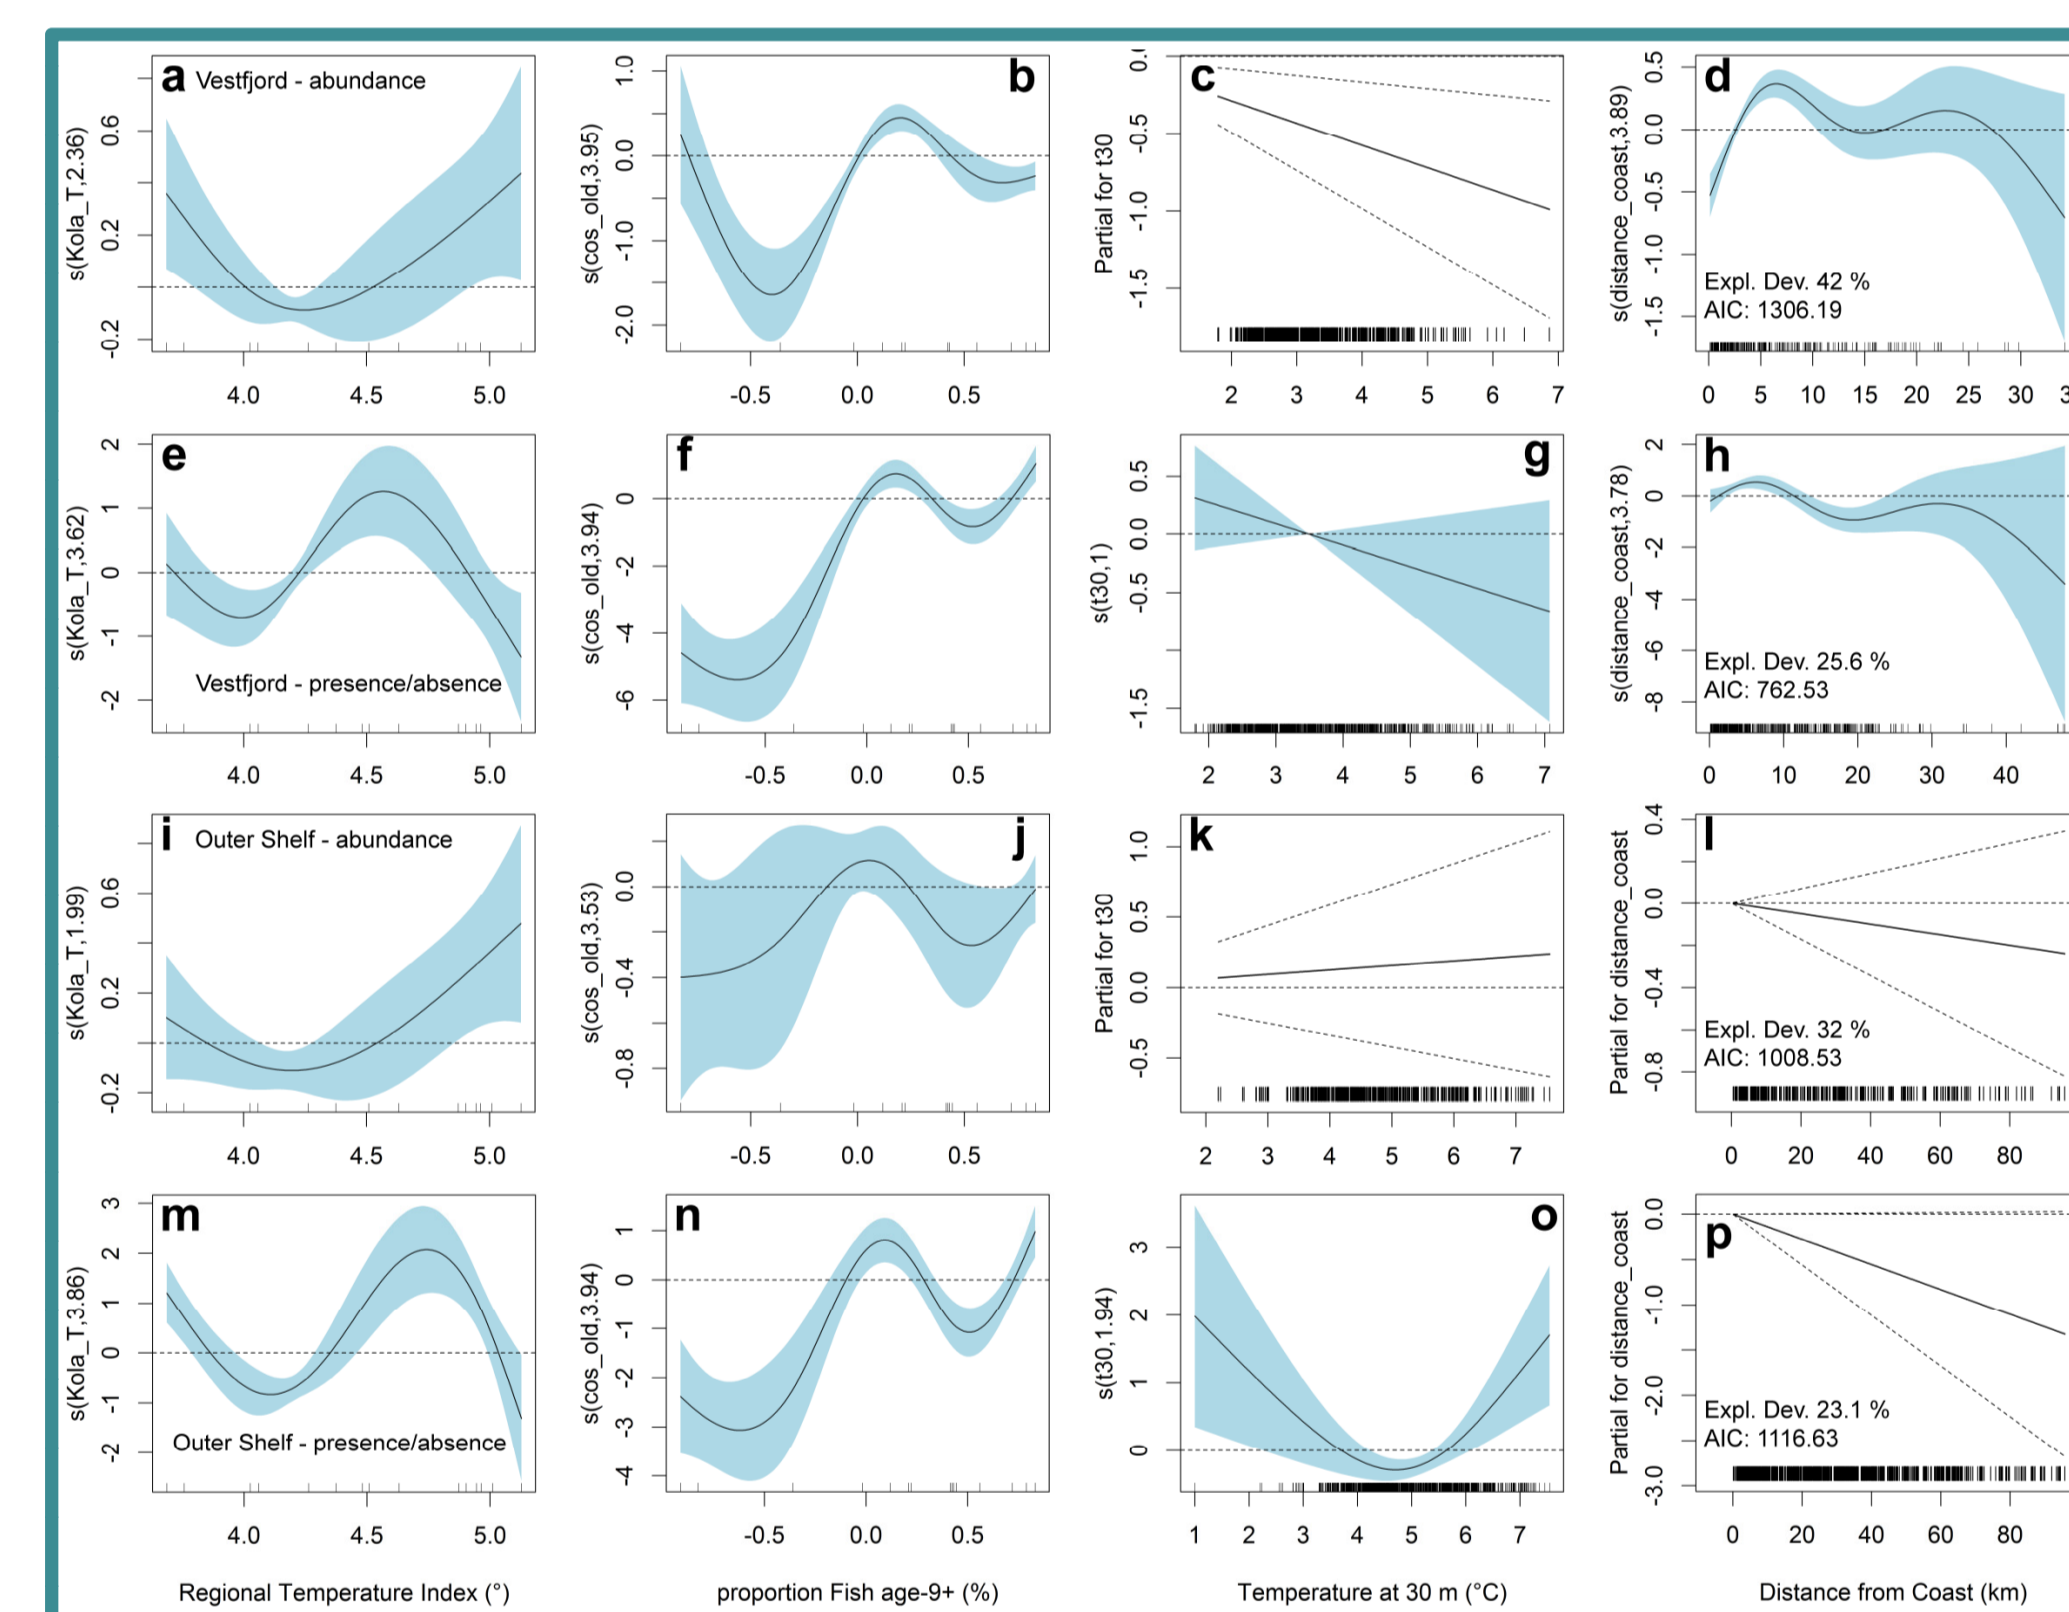 a Vestfjord - abundance
s(Kola_T,2.36)
-0.2 0.2 0.6
4.0 4.5 5.0
b
s(cos_old,3.95)
-2.0 -1.0 0.0 1.0
-0.5 0.0 0.5
c
Partial for t30
-1.5 -1.0 -0.5
2 3 4 5 6 7
d
s(distance_coast,3.89)
-1.5 -1.0 -0.5 0.0 0.5
Expl. Dev. 42 %
AIC: 1306.19
0 5 10 15 20 25 30
e
s(Kola_T,3.62)
-2 -1 0 1 2
Vestfjord - presence/absence
4.0 4.5 5.0
f
s(cos_old,3.94)
-6 -4 -2 0
-0.5 0.0 0.5
g
s(t30,1)
-1.5 -0.5 0.0 0.5
2 3 4 5 6 7
h
s(distance_coast,3.78)
-8 -6 -4 -2 0 2
Expl. Dev. 25.6 %
AIC: 762.53
0 10 20 30 40
i Outer Shelf - abundance
s(Kola_T,1.99)
-0.2 0.2 0.6
4.0 4.5 5.0
j
s(cos_old,3.53)
-0.8 -0.4 0.0
-0.5 0.0 0.5
k
Partial for t30
-0.5 0.0 0.5 1.0
2 3 4 5 6 7
l
Partial for distance_coast
-0.8 -0.4 0.0 0.4
Expl. Dev. 32 %
AIC: 1008.53
0 20 40 60 80
m
s(Kola_T,3.86)
-2 -1 0 1 2 3
Outer Shelf - presence/absence
4.0 4.5 5.0
n
s(cos_old,3.94)
-4 -3 -2 -1 0 1
-0.5 0.0 0.5
o
s(t30,1.94)
0 1 2 3
1 2 3 4 5 6 7
p
Partial for distance_coast
-3.0 -2.0 -1.0 0.0
Expl. Dev. 23.1 %
AIC: 1116.63
0 20 40 60 80
Regional Temperature Index (°)
proportion Fish age-9+ (%)
Temperature at 30 m (°C)
Distance from Coast (km)